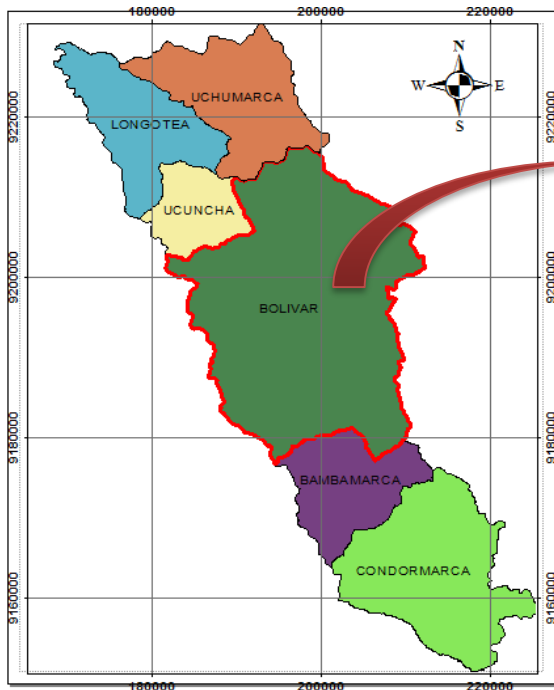 180000 200000 220000
N
W E
S
9220000 9220000
UCHUMARCA
LONGOTEA
UCUNCHA
9200000 9200000
BOLIVAR
9180000 9180000
BAMBAMARCA
CONDORMARCA
9160000 9160000
180000 200000 220000